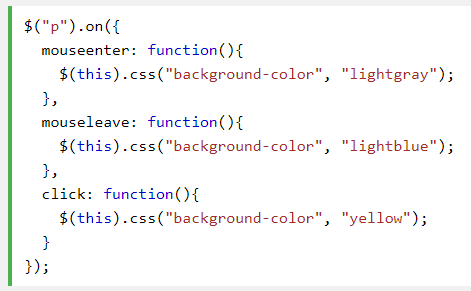 $("p").on({
  mouseenter: function(){
    $(this).css("background-color", "lightgray");
  },
  mouseleave: function(){
    $(this).css("background-color", "lightblue");
  },
  click: function(){
    $(this).css("background-color", "yellow");
  }
});